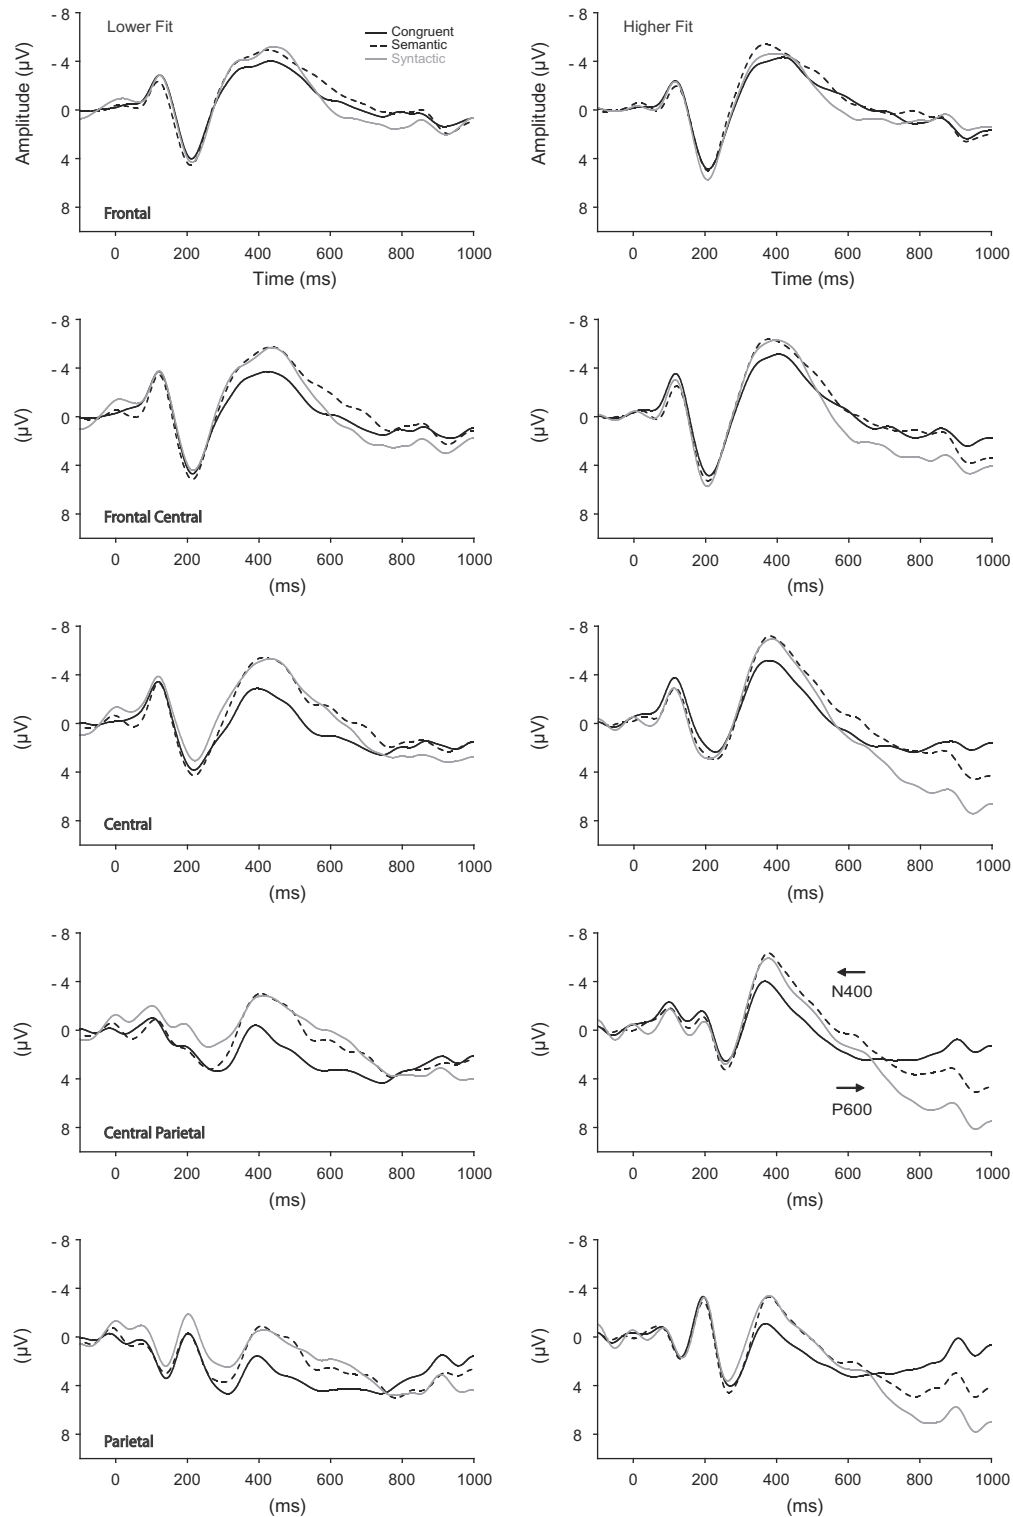 Lower Fit
Higher Fit
Congruent
Semantic
Syntactic
Amplitude (µV)
- 8
- 4
0
4
8
Frontal
0 200 400 600 800 1000
Time (ms)
Amplitude (µV)
- 8
- 4
0
4
8
0 200 400 600 800 1000
Time (ms)
(µV)
- 8
- 4
0
4
8
Frontal Central
0 200 400 600 800 1000
(ms)
(µV)
- 8
- 4
0
4
8
0 200 400 600 800 1000
(ms)
(µV)
- 8
- 4
0
4
8
Central
0 200 400 600 800 1000
(ms)
(µV)
- 8
- 4
0
4
8
0 200 400 600 800 1000
(ms)
(µV)
- 8
- 4
0
4
8
Central Parietal
0 200 400 600 800 1000
(ms)
(µV)
- 8
- 4
0
4
8
N400
P600
0 200 400 600 800 1000
(ms)
(µV)
- 8
- 4
0
4
8
Parietal
0 200 400 600 800 1000
(ms)
(µV)
- 8
- 4
0
4
8
0 200 400 600 800 1000
(ms)